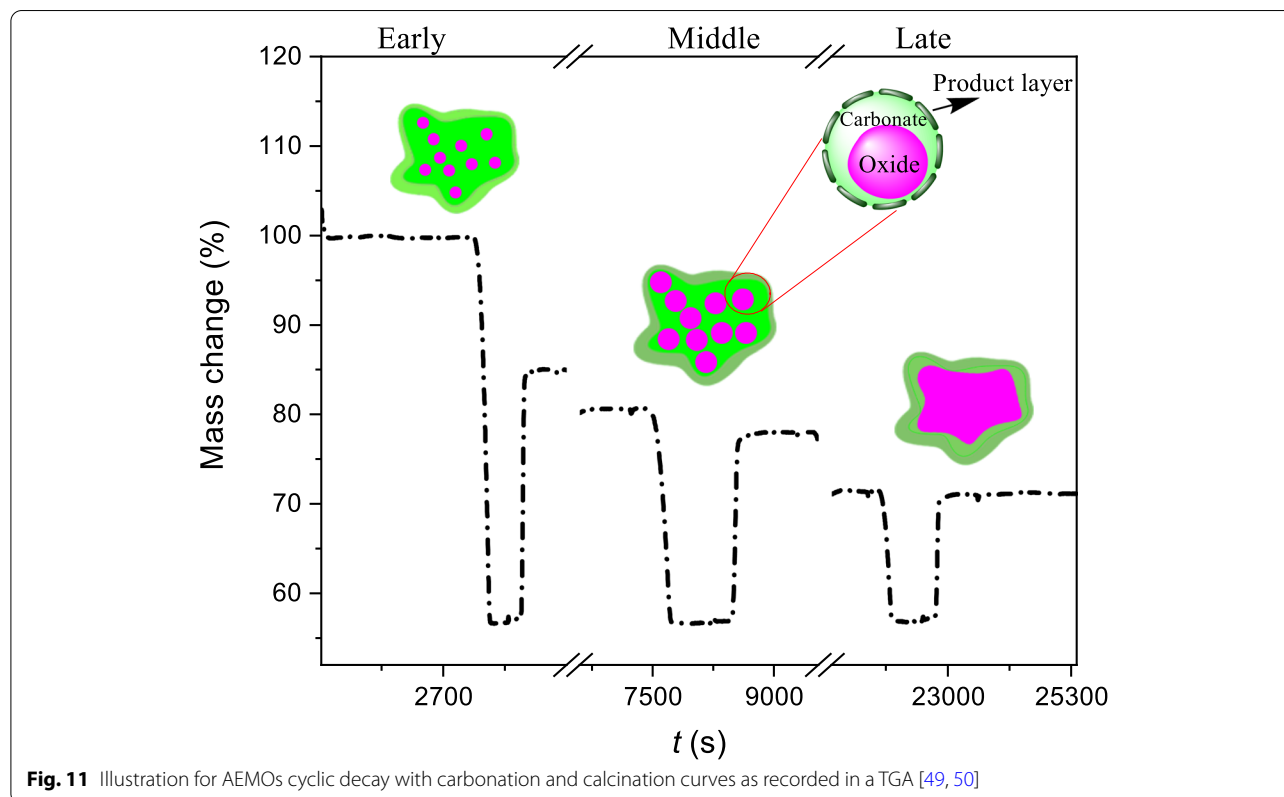 Early Middle Late
120
110
100
90
80
70
60
Mass change (%)
Product layer
Carbonate
Oxide
2700 7500 9000 23000 25300
t (s)
Fig. 11 Illustration for AEMOs cyclic decay with carbonation and calcination curves as recorded in a TGA [49, 50]